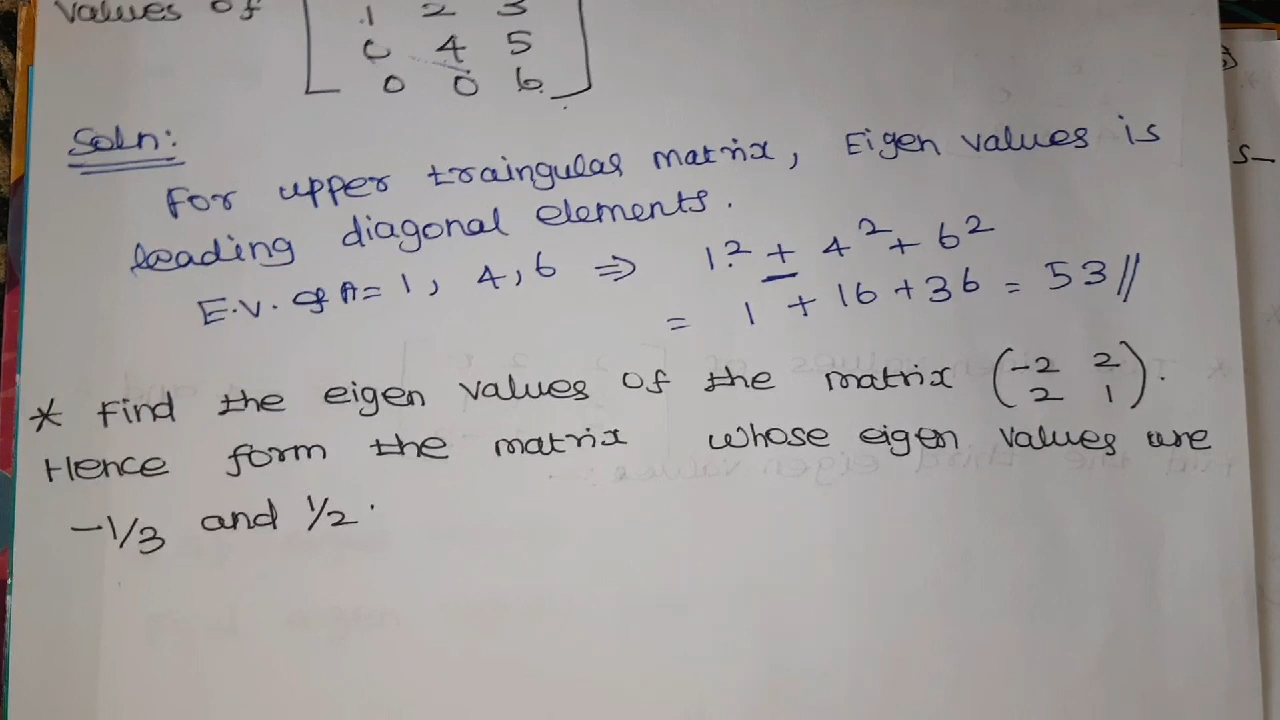 values of [ 1 2 3
0 4 5
0 0 6 ]
Soln:
For upper traingular matrix, Eigen values is
leading diagonal elements.
E.V. of A = 1, 4, 6 ⇒ 1² + 4² + 6²
= 1 + 16 + 36 = 53//
* Find the eigen values of the matrix (-2 2
2 1).
Hence form the matrix whose eigen values are
-1/3 and 1/2.